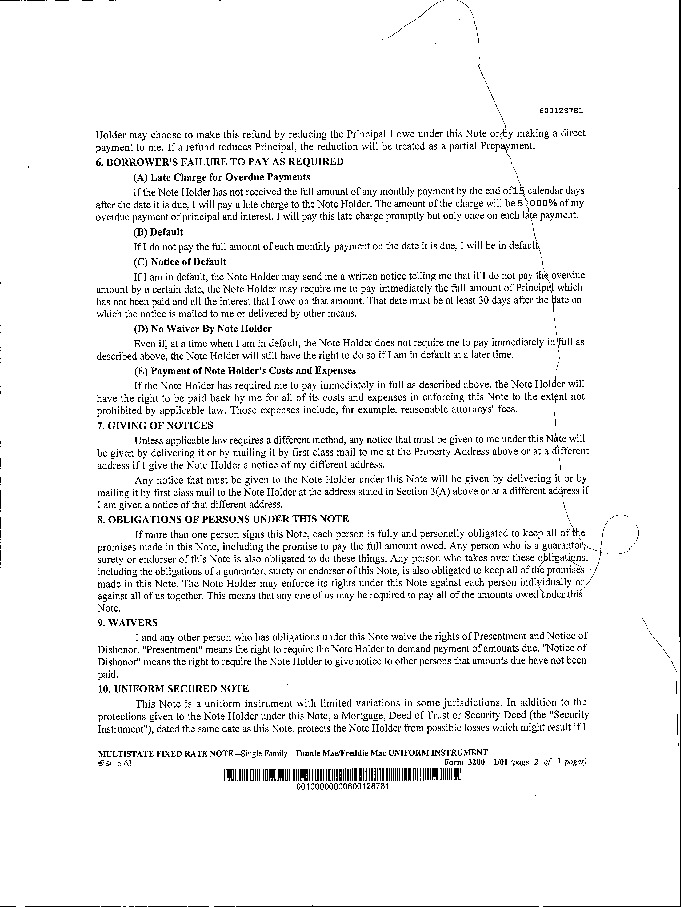 600128781
Holder may choose to make this refund by reducing the Principal I owe under this Note or by making a direct
payment to me. If a refund reduces Principal, the reduction will be treated as a partial Prepayment.
6. BORROWER'S FAILURE TO PAY AS REQUIRED
(A) Late Charge for Overdue Payments
If the Note Holder has not received the full amount of any monthly payment by the end of 15 calendar days
after the date it is due, I will pay a late charge to the Note Holder. The amount of the charge will be 5.000% of my
overdue payment of principal and interest. I will pay this late charge promptly but only once on each late payment.
(B) Default
If I do not pay the full amount of each monthly payment on the date it is due, I will be in default.
(C) Notice of Default
If I am in default, the Note Holder may send me a written notice telling me that if I do not pay the overdue
amount by a certain date, the Note Holder may require me to pay immediately the full amount of Principal which
has not been paid and all the interest that I owe on that amount. That date must be at least 30 days after the date on
which the notice is mailed to me or delivered by other means.
(D) No Waiver By Note Holder
Even if, at a time when I am in default, the Note Holder does not require me to pay immediately in full as
described above, the Note Holder will still have the right to do so if I am in default at a later time.
(E) Payment of Note Holder's Costs and Expenses
If the Note Holder has required me to pay immediately in full as described above, the Note Holder will
have the right to be paid back by me for all of its costs and expenses in enforcing this Note to the extent not
prohibited by applicable law. Those expenses include, for example, reasonable attorneys' fees.
7. GIVING OF NOTICES
Unless applicable law requires a different method, any notice that must be given to me under this Note will
be given by delivering it or by mailing it by first class mail to me at the Property Address above or at a different
address if I give the Note Holder a notice of my different address.
Any notice that must be given to the Note Holder under this Note will be given by delivering it or by
mailing it by first class mail to the Note Holder at the address stated in Section 3(A) above or at a different address if
I am given a notice of that different address.
8. OBLIGATIONS OF PERSONS UNDER THIS NOTE
If more than one person signs this Note, each person is fully and personally obligated to keep all of the
promises made in this Note, including the promise to pay the full amount owed. Any person who is a guarantor,
surety or endorser of this Note is also obligated to do these things. Any person who takes over these obligations,
including the obligations of a guarantor, surety or endorser of this Note, is also obligated to keep all of the promises
made in this Note. The Note Holder may enforce its rights under this Note against each person individually or
against all of us together. This means that any one of us may be required to pay all of the amounts owed under this
Note.
9. WAIVERS
I and any other person who has obligations under this Note waive the rights of Presentment and Notice of
Dishonor. "Presentment" means the right to require the Note Holder to demand payment of amounts due. "Notice of
Dishonor" means the right to require the Note Holder to give notice to other persons that amounts due have not been
paid.
10. UNIFORM SECURED NOTE
This Note is a uniform instrument with limited variations in some jurisdictions. In addition to the
protections given to the Note Holder under this Note, a Mortgage, Deed of Trust or Security Deed (the "Security
Instrument"), dated the same date as this Note, protects the Note Holder from possible losses which might result if I
MULTISTATE FIXED RATE NOTE--Single Family--Fannie Mae/Freddie Mac UNIFORM INSTRUMENT
Form 3200 1/01 (page 2 of 3 pages)